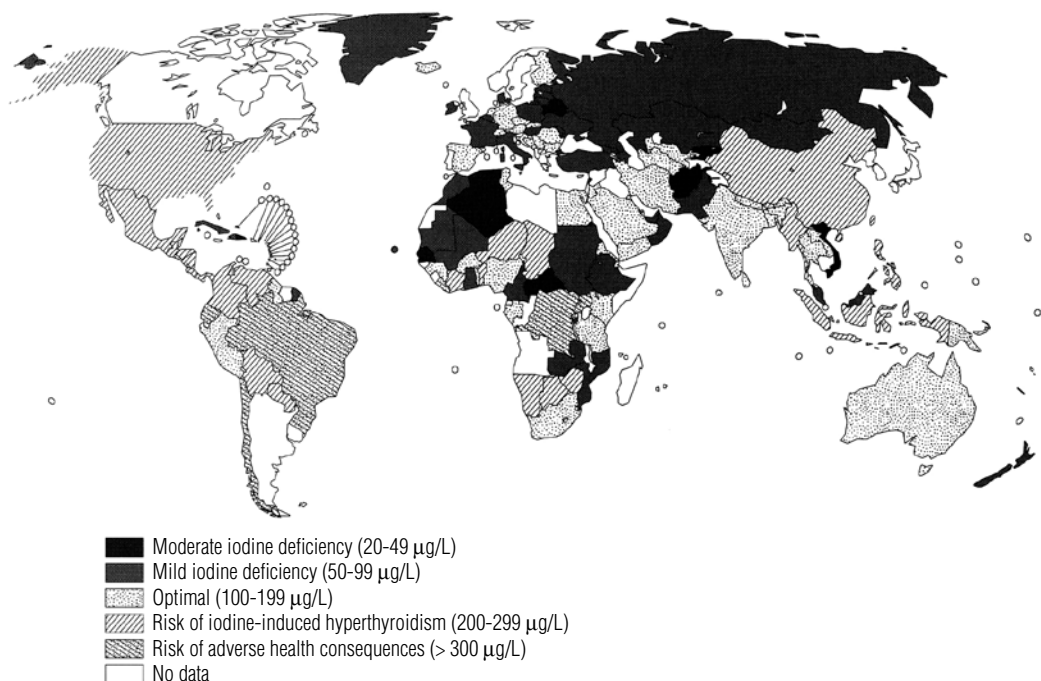 Moderate iodine deficiency (20-49 µg/L)
Mild iodine deficiency (50-99 µg/L)
Optimal (100-199 µg/L)
Risk of iodine-induced hyperthyroidism (200-299 µg/L)
Risk of adverse health consequences (> 300 µg/L)
No data